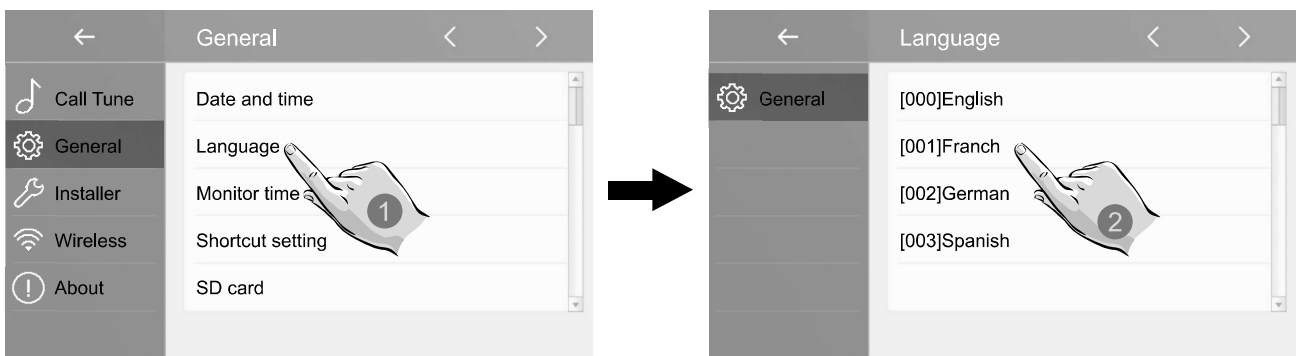 General
Call Tune
General
Installer
Wireless
About
Date and time
Language
Monitor time
Shortcut setting
SD card
1
Language
General
[000]English
[001]Franch
[002]German
[003]Spanish
2